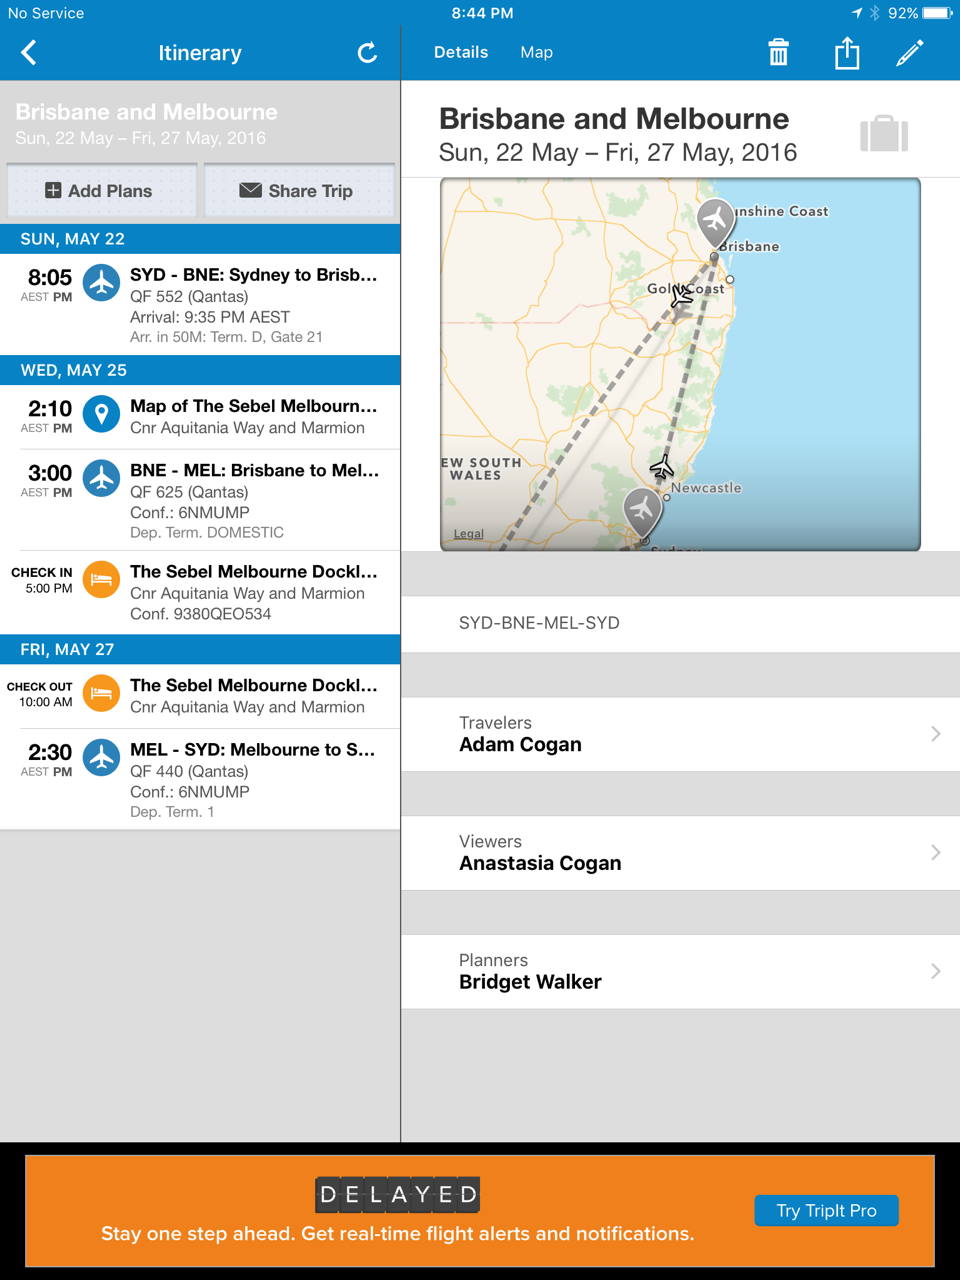 No Service
8:44 PM
92%
Itinerary
Details
Map
Brisbane and Melbourne
Sun, 22 May – Fri, 27 May, 2016
Add Plans
Share Trip
SUN, MAY 22
8:05
AEST PM
SYD - BNE: Sydney to Brisb...
QF 552 (Qantas)
Arrival: 9:35 PM AEST
Arr. in 50M: Term. D, Gate 21
WED, MAY 25
2:10
AEST PM
Map of The Sebel Melbourn...
Cnr Aquitania Way and Marmion
3:00
AEST PM
BNE - MEL: Brisbane to Mel...
QF 625 (Qantas)
Conf.: 6NMUMP
Dep. Term. DOMESTIC
CHECK IN
5:00 PM
The Sebel Melbourne Dockl...
Cnr Aquitania Way and Marmion
Conf. 9380QEO534
FRI, MAY 27
CHECK OUT
10:00 AM
The Sebel Melbourne Dockl...
Cnr Aquitania Way and Marmion
2:30
AEST PM
MEL - SYD: Melbourne to S...
QF 440 (Qantas)
Conf.: 6NMUMP
Dep. Term. 1
Brisbane and Melbourne
Sun, 22 May – Fri, 27 May, 2016
unshine Coast
Brisbane
Gold Coast
EW SOUTH
WALES
Newcastle
Legal
Sydney
SYD-BNE-MEL-SYD
Travelers
Adam Cogan
Viewers
Anastasia Cogan
Planners
Bridget Walker
DELAYED
Stay one step ahead. Get real-time flight alerts and notifications.
Try TripIt Pro